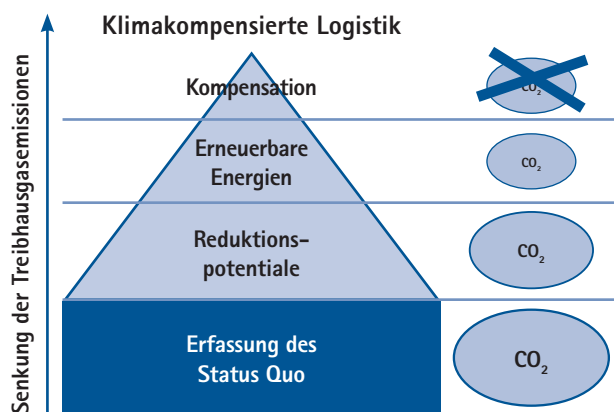 Klimakompensierte Logistik
Senkung der Treibhausgasemissionen
Kompensation
CO₂
Erneuerbare
Energien
CO₂
Reduktions-
potentiale
CO₂
Erfassung des
Status Quo
CO₂